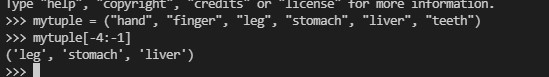 Type "help", "copyright", "credits" or "license" for more information.
>>> mytuple = ("hand", "finger", "leg", "stomach", "liver", "teeth")
>>> mytuple[-4:-1]
('leg', 'stomach', 'liver')
>>>